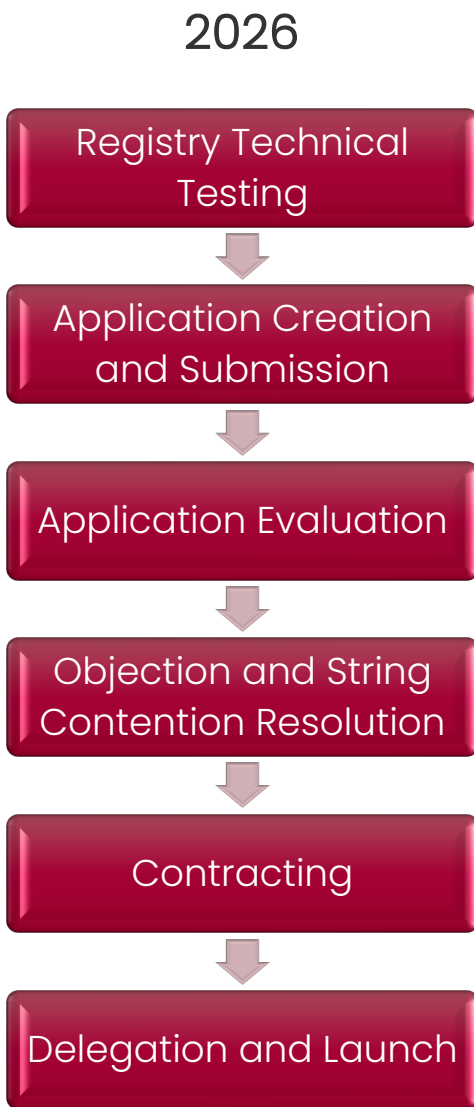 2026
Registry Technical
Testing
Application Creation
and Submission
Application Evaluation
Objection and String
Contention Resolution
Contracting
Delegation and Launch